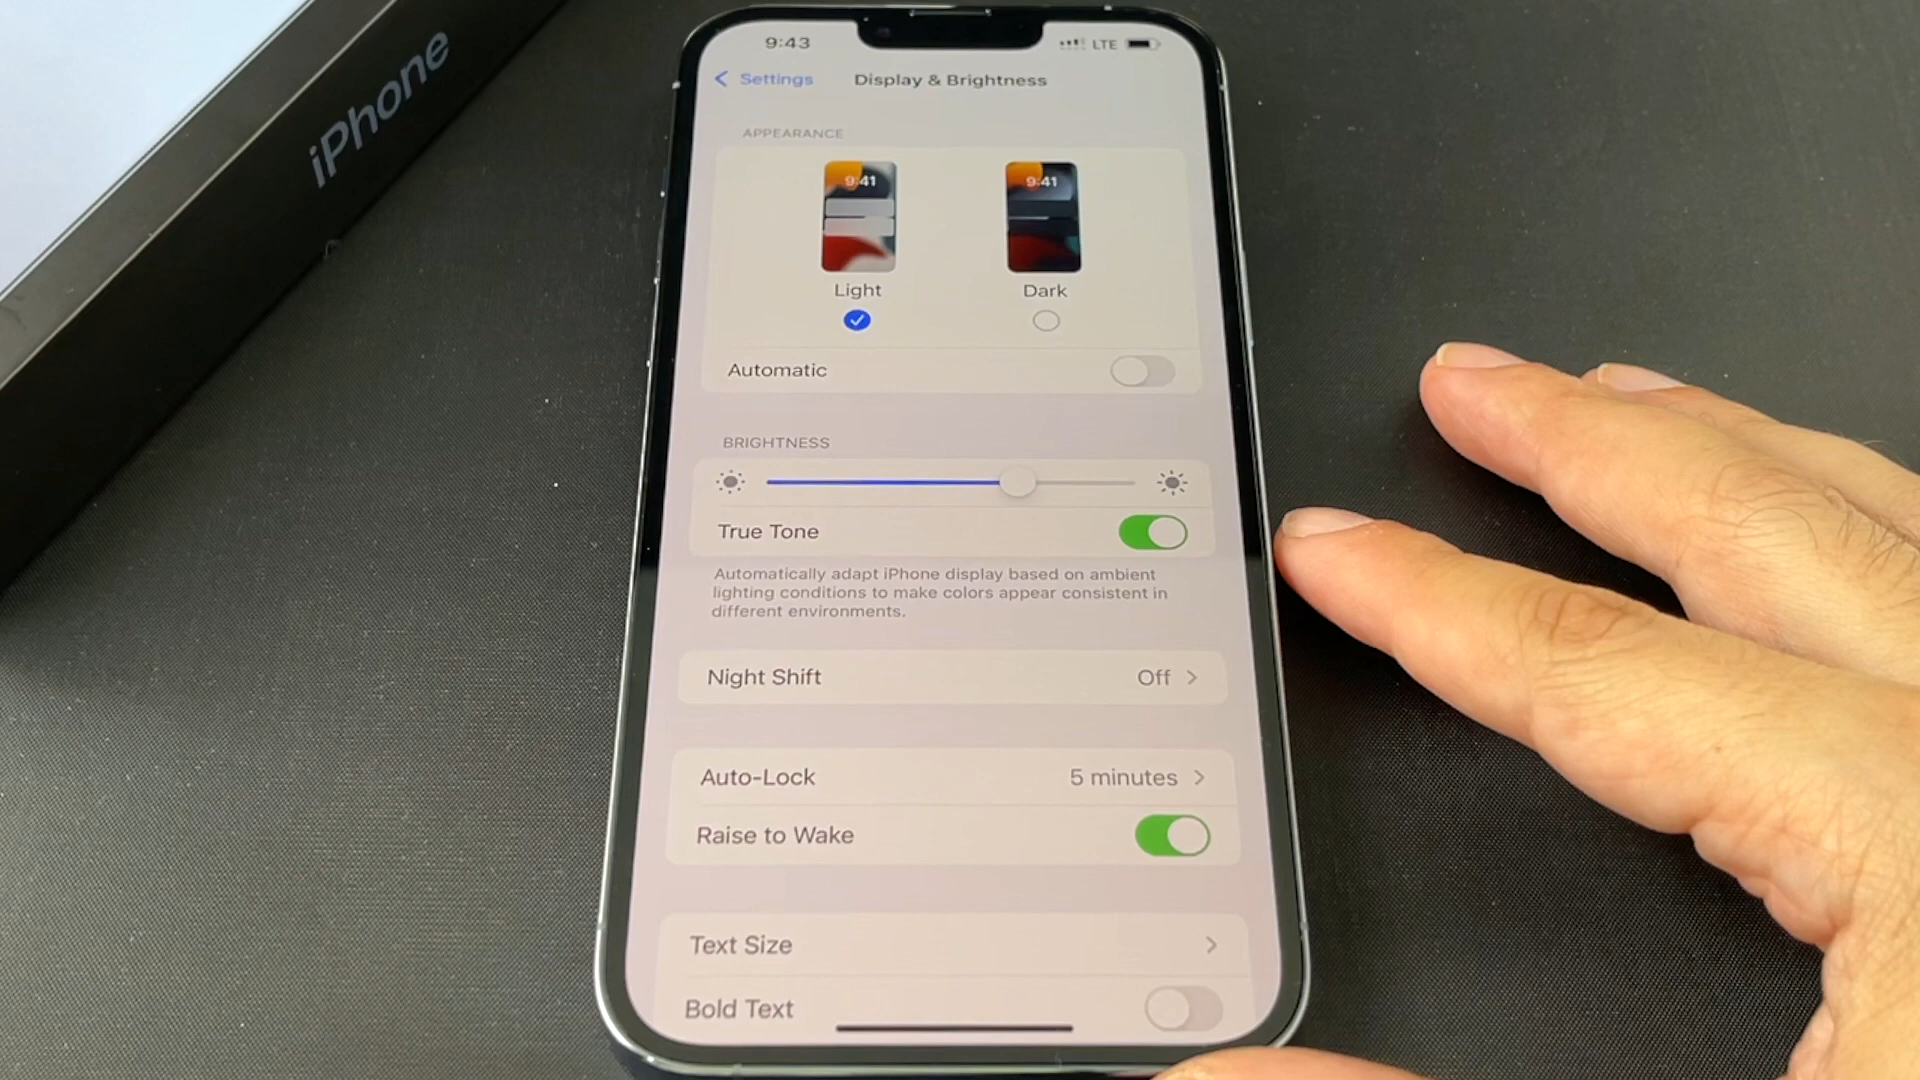 iPhone
9:43 LTE
Settings Display & Brightness
APPEARANCE
9:41 9:41
Light Dark
Automatic
BRIGHTNESS
True Tone
Automatically adapt iPhone display based on ambient
lighting conditions to make colors appear consistent in
different environments.
Night Shift Off
Auto-Lock 5 minutes
Raise to Wake
Text Size
Bold Text